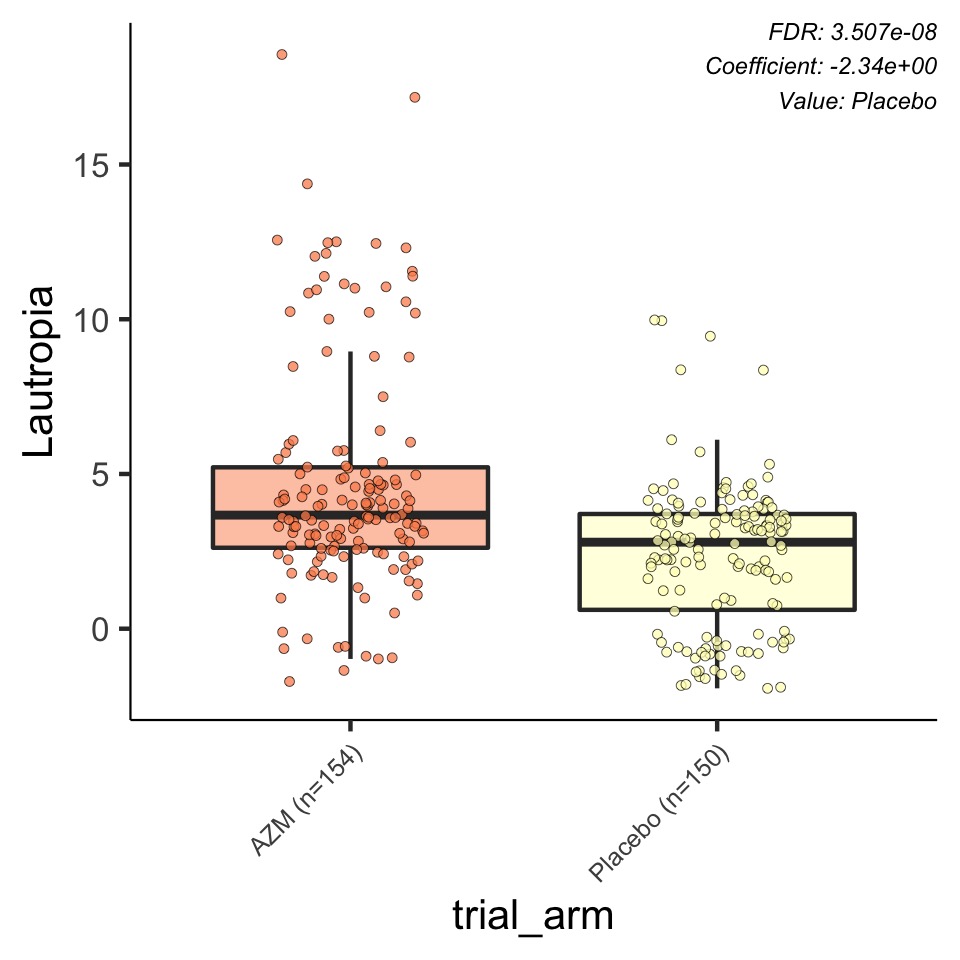 FDR: 3.507e-08
Coefficient: -2.34e+00
Value: Placebo
Lautropia
15
10
5
0
AZM (n=154)
Placebo (n=150)
trial_arm